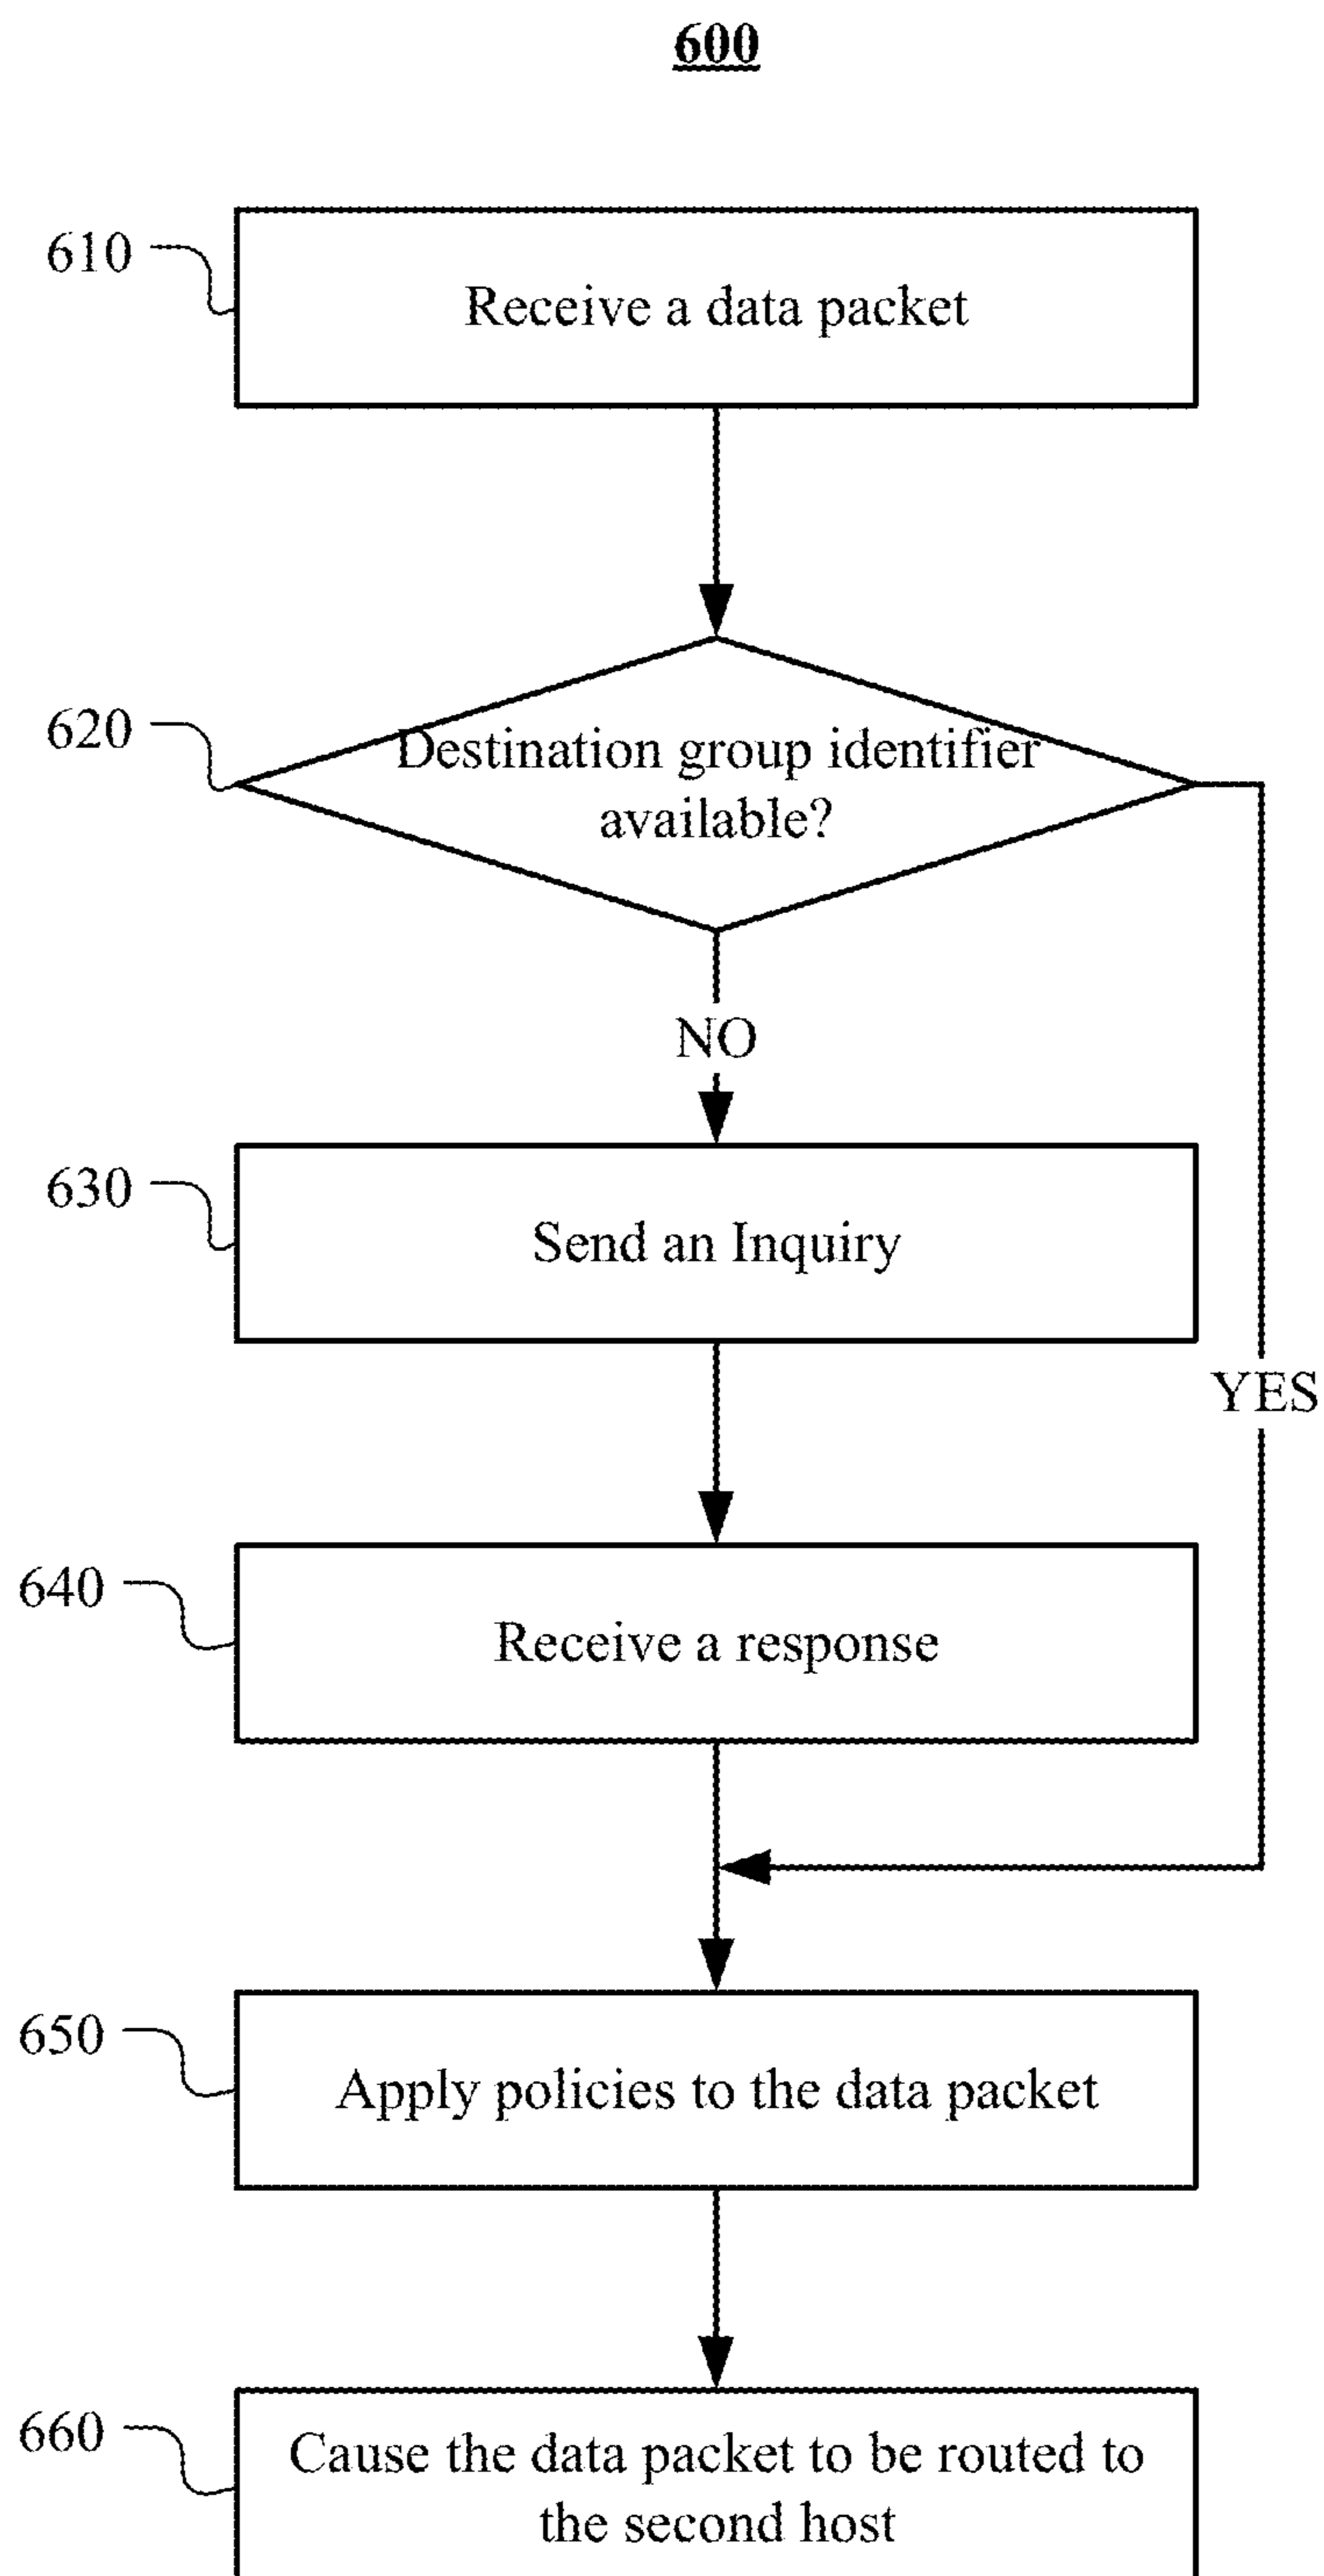 600
610
Receive a data packet
620
Destination group identifier
available?
NO
630
Send an Inquiry
YES
640
Receive a response
650
Apply policies to the data packet
660
Cause the data packet to be routed to
the second host